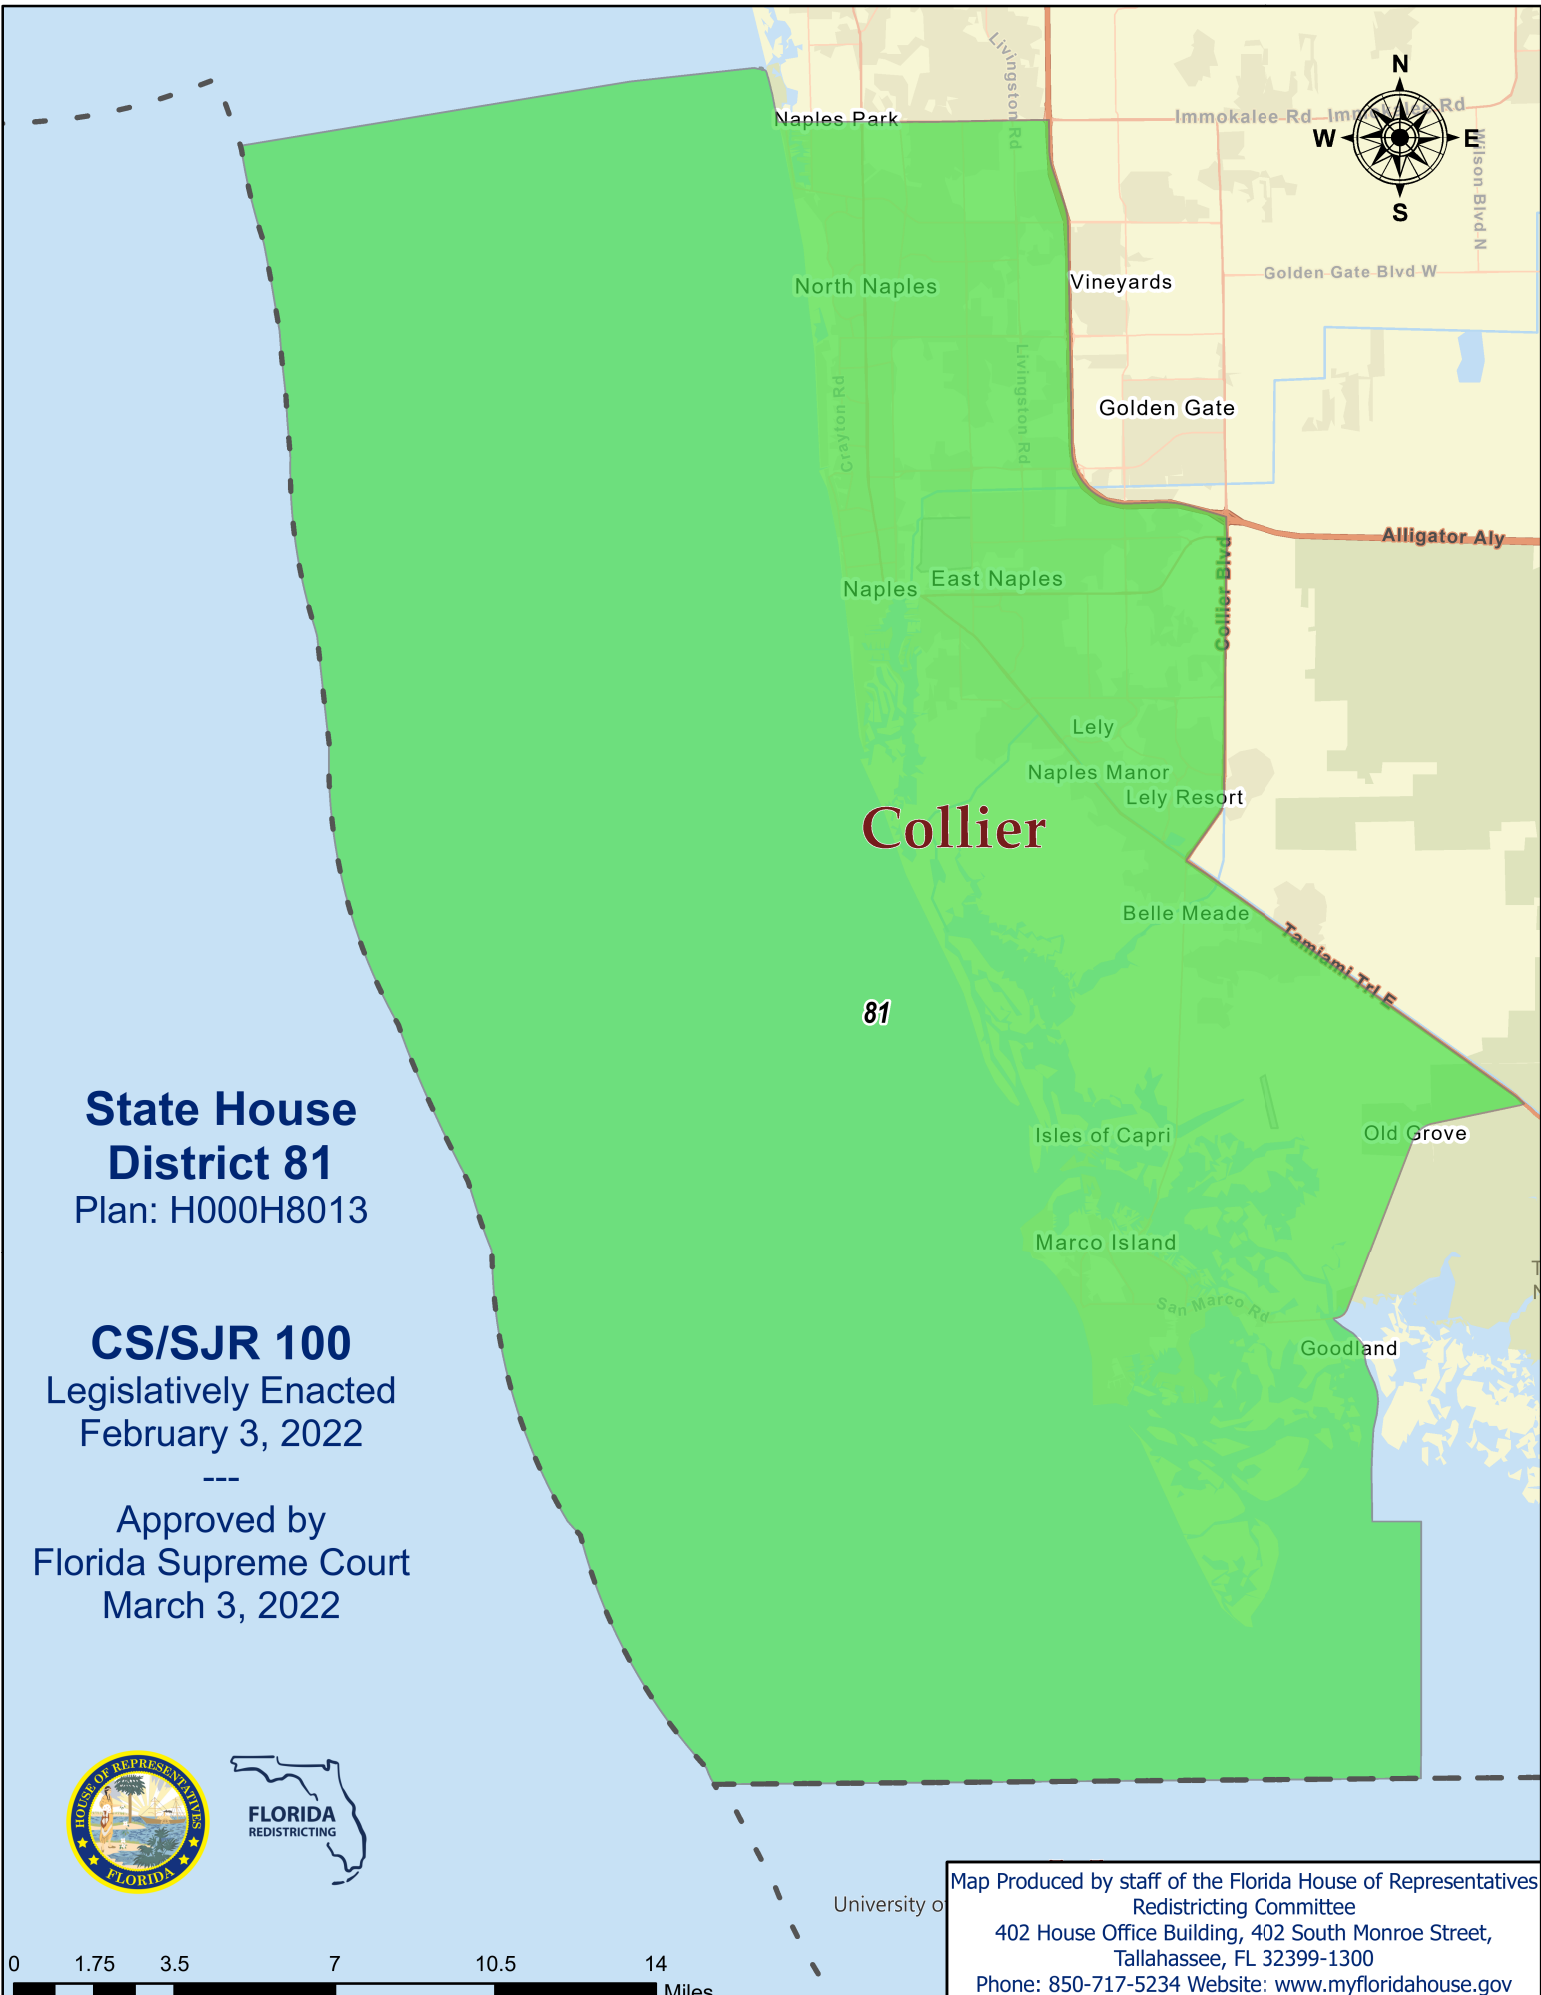 N
W
E
S
Livingston Rd
Immokalee Rd
Immokalee Rd
Wilson Blvd N
Naples Park
Golden Gate Blvd W
Vineyards
North Naples
Livingston Rd
Crayton Rd
Golden Gate
Alligator Aly
Collier Blvd
East Naples
Naples
Lely
Naples Manor
Lely Resort
Collier
Belle Meade
Tamiami Trl E
81
State House
District 81
Plan: H000H8013
Isles of Capri
Old Grove
Marco Island
San Marco Rd
Goodland
T
N
CS/SJR 100
Legislatively Enacted
February 3, 2022
---
Approved by
Florida Supreme Court
March 3, 2022
HOUSE OF REPRESENTATIVES
FLORIDA
FLORIDA
REDISTRICTING
University of
Map Produced by staff of the Florida House of Representatives
Redistricting Committee
402 House Office Building, 402 South Monroe Street,
Tallahassee, FL 32399-1300
Phone: 850-717-5234 Website: www.myfloridahouse.gov
0 1.75 3.5 7 10.5 14
Miles